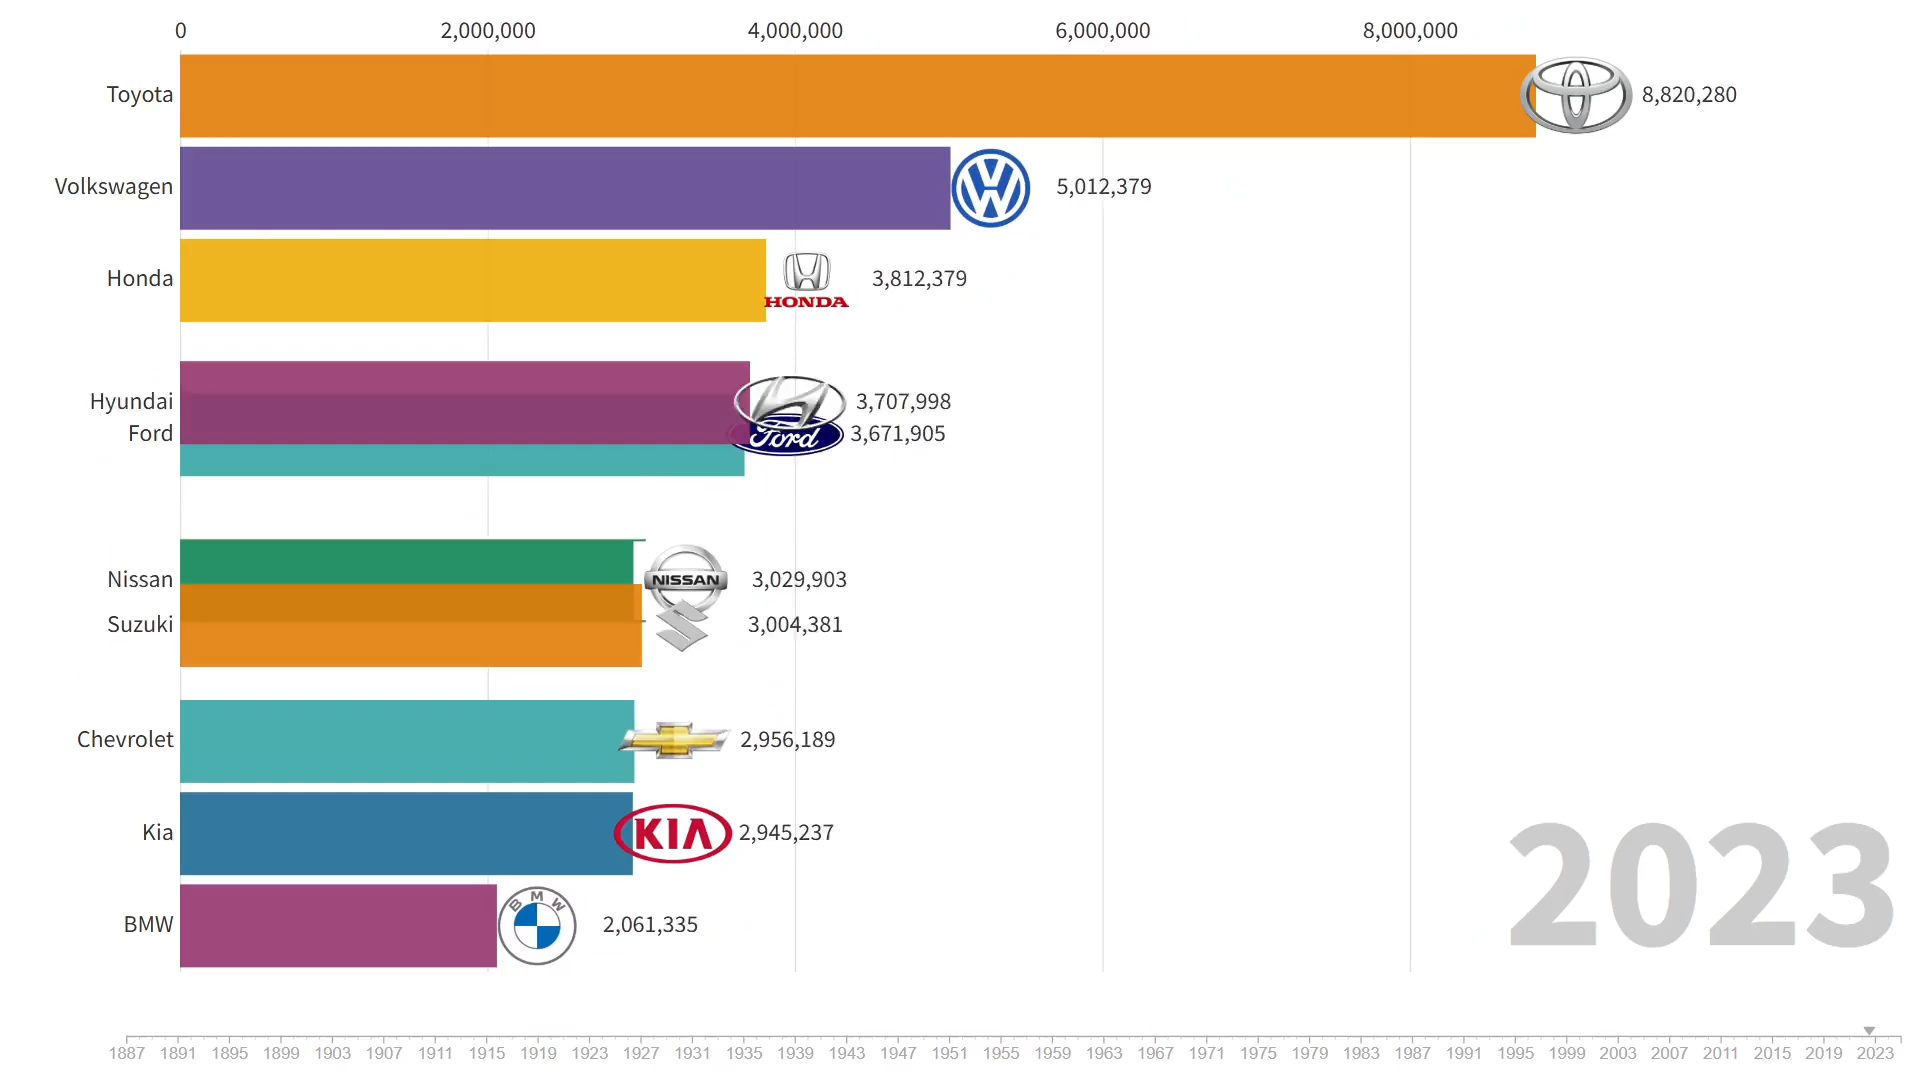 0 2,000,000 4,000,000 6,000,000 8,000,000
Toyota 8,820,280
Volkswagen 5,012,379
Honda HONDA 3,812,379
Hyundai 3,707,998
Ford Ford 3,671,905
Nissan NISSAN 3,029,903
Suzuki 3,004,381
Chevrolet 2,956,189
Kia KIA 2,945,237
BMW BMW 2,061,335
2023
1887 1891 1895 1899 1903 1907 1911 1915 1919 1923 1927 1931 1935 1939 1943 1947 1951 1955 1959 1963 1967 1971 1975 1979 1983 1987 1991 1995 1999 2003 2007 2011 2015 2019 2023